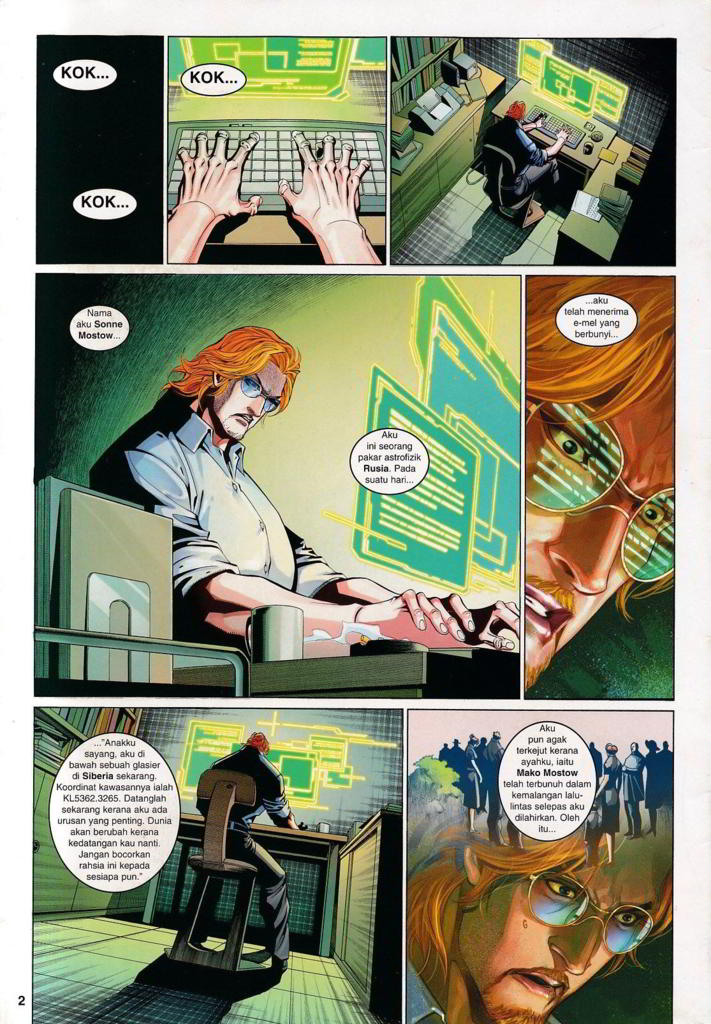 KOK...
KOK...
KOK...
Nama
aku Sonne
Mostow...
Aku
ini seorang
pakar astrofizik
Rusia. Pada
suatu hari...
...aku
telah menerima
e-mel yang
berbunyi...
..."Anakku
sayang, aku di
bawah sebuah glasier
di Siberia sekarang.
Koordinat kawasannya ialah
KL5362.3265. Datanglah
sekarang kerana aku ada
urusan yang penting. Dunia
akan berubah kerana
kedatangan kau nanti.
Jangan bocorkan
rahsia ini kepada
sesiapa pun."
Aku
pun agak
terkejut kerana
ayahku, iaitu
Mako Mostow
telah terbunuh dalam
kemalangan lalu-
lintas selepas aku
dilahirkan. Oleh
itu...
2